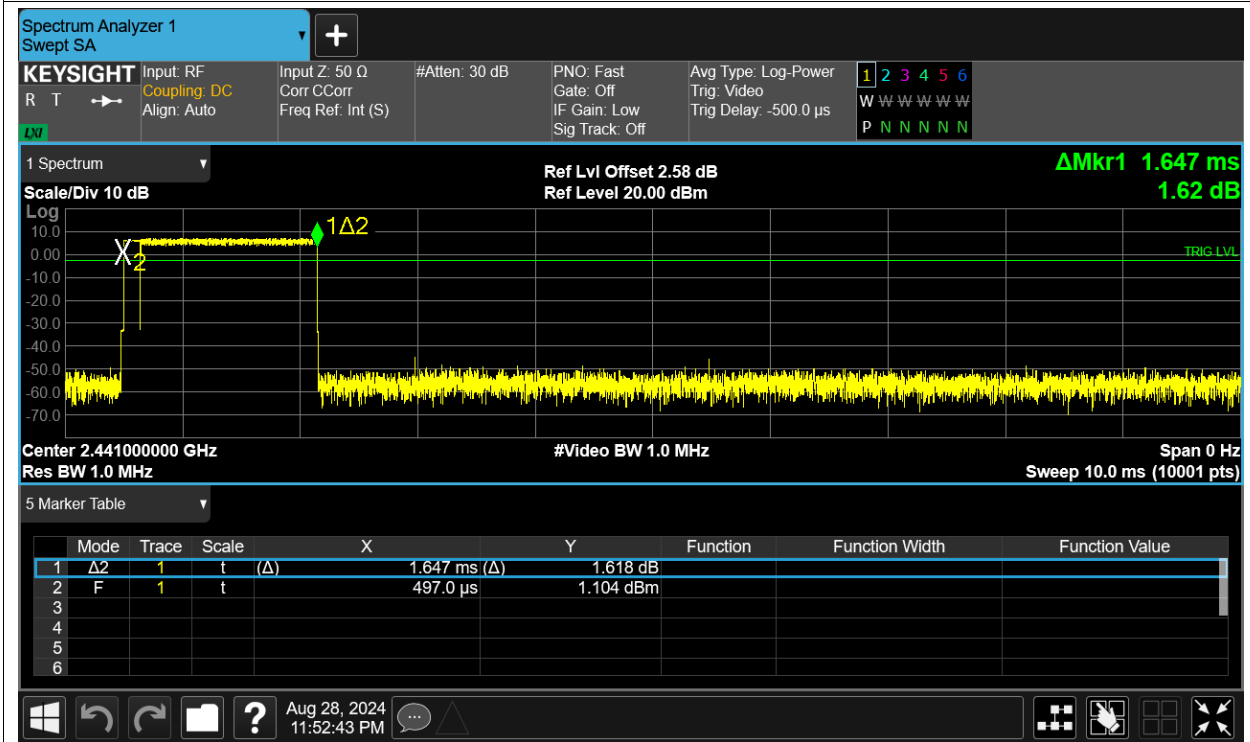 Spectrum Analyzer 1
Swept SA
+
KEYSIGHT
R T
LXI
Input: RF
Coupling: DC
Align: Auto
Input Z: 50 Ω
Corr CCorr
Freq Ref: Int (S)
#Atten: 30 dB
PNO: Fast
Gate: Off
IF Gain: Low
Sig Track: Off
Avg Type: Log-Power
Trig: Video
Trig Delay: -500.0 µs
1 2 3 4 5 6
W W W W W W
P N N N N N
1 Spectrum
Scale/Div 10 dB
Ref Lvl Offset 2.58 dB
Ref Level 20.00 dBm
ΔMkr1 1.647 ms
1.62 dB
Log
10.0
0.00
-10.0
-20.0
-30.0
-40.0
-50.0
-60.0
-70.0
X
2
1Δ2
TRIG LVL
Center 2.441000000 GHz
#Video BW 1.0 MHz
Span 0 Hz
Res BW 1.0 MHz
Sweep 10.0 ms (10001 pts)
5 Marker Table
Mode Trace Scale X Y Function Function Width Function Value
1 Δ2 1 t (Δ) 1.647 ms (Δ) 1.618 dB
2 F 1 t 497.0 µs 1.104 dBm
3
4
5
6
?
Aug 28, 2024
11:52:43 PM